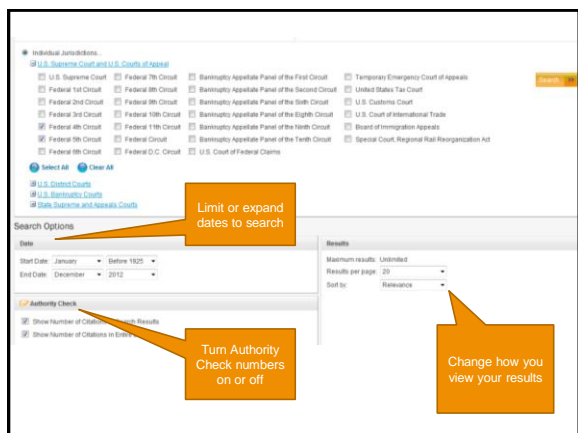 Individual Jurisdictions...
U.S. Supreme Court and U.S. Courts of Appeal
U.S. Supreme Court Federal 7th Circuit Bankruptcy Appellate Panel of the First Circuit Temporary Emergency Court of Appeals
Search >>
Federal 1st Circuit Federal 8th Circuit Bankruptcy Appellate Panel of the Second Circuit United States Tax Court
Federal 2nd Circuit Federal 9th Circuit Bankruptcy Appellate Panel of the Sixth Circuit U.S. Customs Court
Federal 3rd Circuit Federal 10th Circuit Bankruptcy Appellate Panel of the Eighth Circuit U.S. Court of International Trade
Federal 4th Circuit Federal 11th Circuit Bankruptcy Appellate Panel of the Ninth Circuit Board of Immigration Appeals
Federal 5th Circuit Federal Circuit Bankruptcy Appellate Panel of the Tenth Circuit Special Court, Regional Rail Reorganization Act
Federal 6th Circuit Federal D.C. Circuit U.S. Court of Federal Claims
Select All Clear All
U.S. District Courts
U.S. Bankruptcy Courts
State Supreme and Appeals Courts
Limit or expand
dates to search
Search Options
Date
Start Date: January Before 1925
End Date: December 2012
Results
Maximum results: Unlimited
Results per page: 20
Sort by: Relevance
Authority Check
Show Number of Citations Search Results
Show Number of Citations In Entire
Turn Authority
Check numbers
on or off
Change how you
view your results